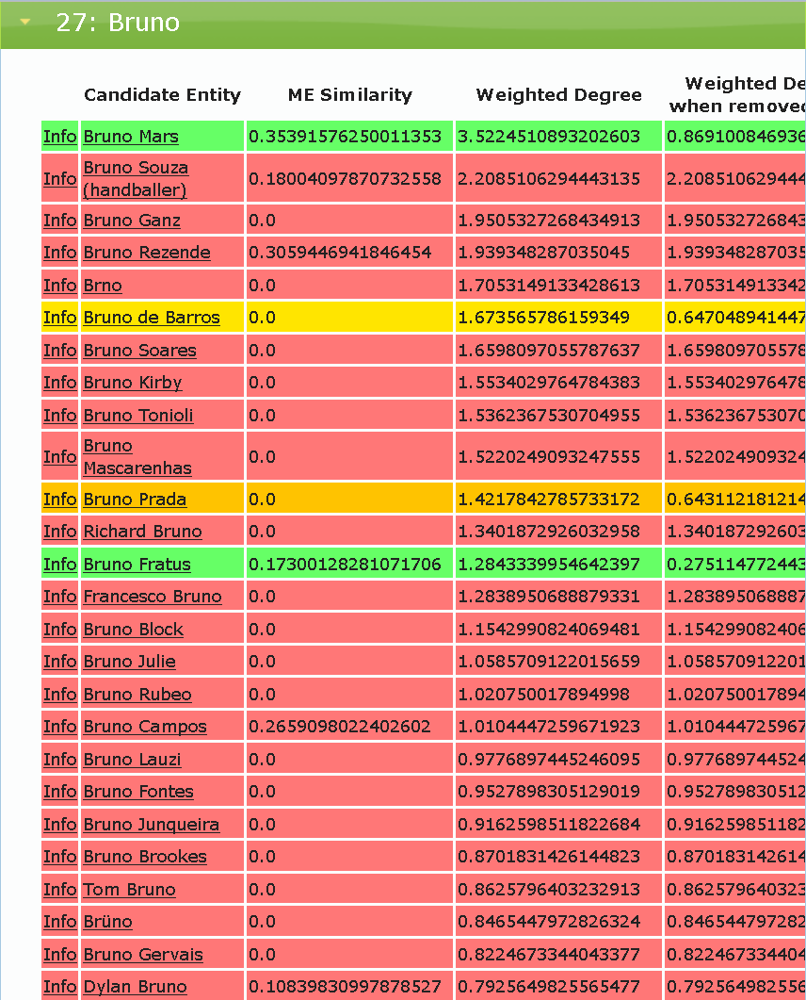 27: Bruno
Candidate Entity ME Similarity Weighted Degree Weighted De
when removed
Info Bruno Mars 0.35391576250011353 3.5224510893202603 0.869100846936
Info Bruno Souza (handballer) 0.18004097870732558 2.2085106294443135 2.208510629444
Info Bruno Ganz 0.0 1.9505327268434913 1.950532726843
Info Bruno Rezende 0.3059446941846454 1.939348287035045 1.939348287035
Info Brno 0.0 1.7053149133428613 1.705314913342
Info Bruno de Barros 0.0 1.673565786159349 0.647048941447
Info Bruno Soares 0.0 1.6598097055787637 1.659809705578
Info Bruno Kirby 0.0 1.5534029764784383 1.553402976478
Info Bruno Tonioli 0.0 1.5362367530704955 1.536236753070
Info Bruno Mascarenhas 0.0 1.5220249093247555 1.522024909324
Info Bruno Prada 0.0 1.4217842785733172 0.643112181214
Info Richard Bruno 0.0 1.3401872926032958 1.340187292603
Info Bruno Fratus 0.17300128281071706 1.2843339954642397 0.275114772443
Info Francesco Bruno 0.0 1.2838950688879331 1.283895068887
Info Bruno Block 0.0 1.1542990824069481 1.154299082406
Info Bruno Julie 0.0 1.0585709122015659 1.058570912201
Info Bruno Rubeo 0.0 1.020750017894998 1.020750017894
Info Bruno Campos 0.2659098022402602 1.0104447259671923 1.010444725967
Info Bruno Lauzi 0.0 0.9776897445246095 0.977689744524
Info Bruno Fontes 0.0 0.9527898305129019 0.952789830512
Info Bruno Junqueira 0.0 0.9162598511822684 0.916259851182
Info Bruno Brookes 0.0 0.8701831426144823 0.870183142614
Info Tom Bruno 0.0 0.8625796403232913 0.862579640323
Info Brüno 0.0 0.8465447972826324 0.846544797282
Info Bruno Gervais 0.0 0.8224673344043377 0.822467334404
Info Dylan Bruno 0.10839830997878527 0.7925649825565477 0.792564982556